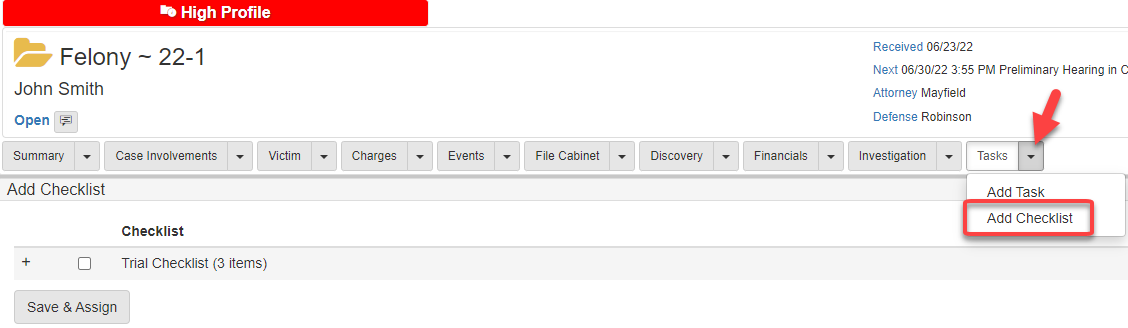 High Profile
Felony ~ 22-1
John Smith
Open
Received 06/23/22
Next 06/30/22 3:55 PM Preliminary Hearing in C
Attorney Mayfield
Defense Robinson
Summary Case Involvements Victim Charges Events File Cabinet Discovery Financials Investigation Tasks
Add Task
Add Checklist
Add Checklist
Checklist
+ Trial Checklist (3 items)
Save & Assign